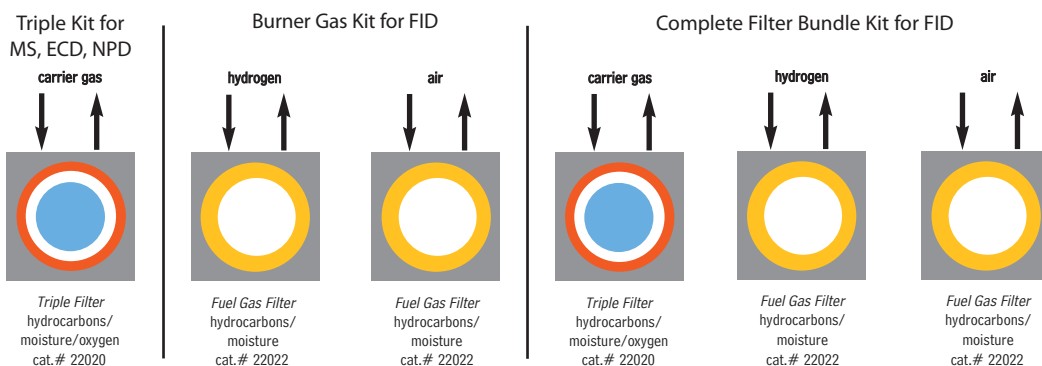 Triple Kit for
MS, ECD, NPD
carrier gas
Triple Filter
hydrocarbons/
moisture/oxygen
cat.# 22020
Burner Gas Kit for FID
hydrogen
Fuel Gas Filter
hydrocarbons/
moisture
cat.# 22022
air
Fuel Gas Filter
hydrocarbons/
moisture
cat.# 22022
Complete Filter Bundle Kit for FID
carrier gas
Triple Filter
hydrocarbons/
moisture/oxygen
cat.# 22020
hydrogen
Fuel Gas Filter
hydrocarbons/
moisture
cat.# 22022
air
Fuel Gas Filter
hydrocarbons/
moisture
cat.# 22022